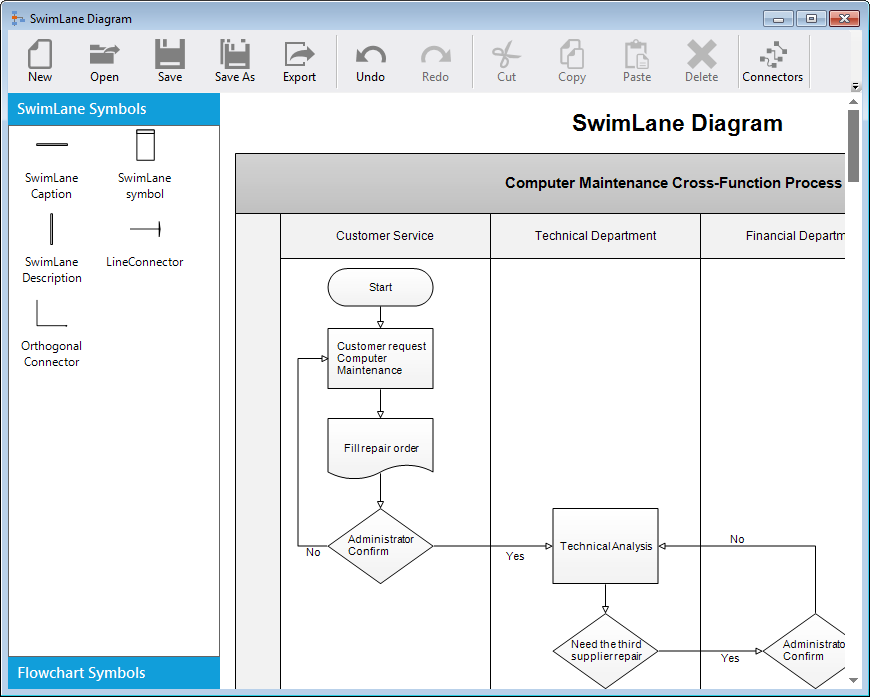 SwimLane Diagram
New
Open
Save
Save As
Export
Undo
Redo
Cut
Copy
Paste
Delete
Connectors
SwimLane Symbols
SwimLane
Caption
SwimLane
symbol
SwimLane
Description
LineConnector
Orthogonal
Connector
Flowchart Symbols
SwimLane Diagram
Computer Maintenance Cross-Function Process
Customer Service
Technical Department
Financial Departm
Start
Customer request
Computer
Maintenance
Fill repair order
Administrator
Confirm
No
Yes
Technical Analysis
No
Need the third
supplier repair
Yes
Administrato
Confirm